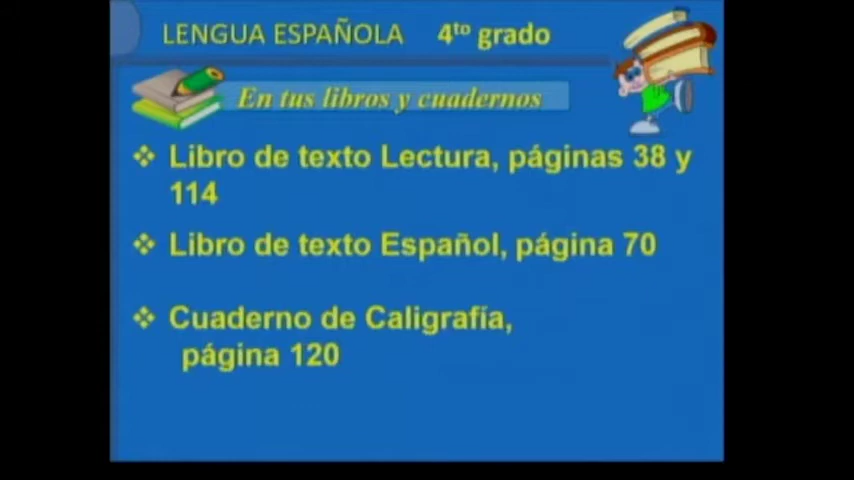 LENGUA ESPAÑOLA 4to grado
En tus libros y cuadernos
❖ Libro de texto Lectura, páginas 38 y
114
❖ Libro de texto Español, página 70
❖ Cuaderno de Caligrafía,
página 120